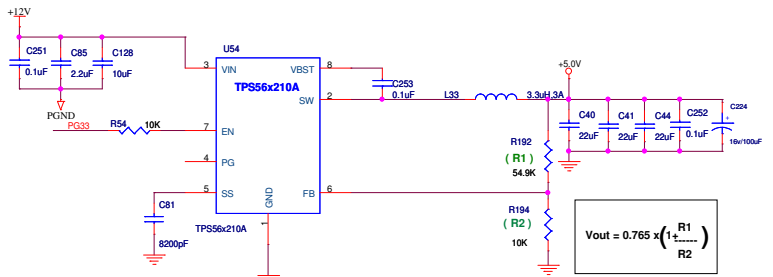 +12V
C251
0.1uF
C85
2.2uF
C128
10uF
PGND
PG33
R54
10K
U54
TPS56x210A
3
VIN
7
EN
4
PG
5
SS
VBST
8
SW
2
FB
6
GND
1
TPS56x210A
C81
8200pF
C253
0.1uF
L33
3.3uH,3A
+5.0V
C40
22uF
C41
22uF
C44
22uF
C252
0.1uF
C224
+
16v/100uF
R192
( R1 )
54.9K
R194
( R2 )
10K
Vout = 0.765 x(1+R1
------)
R2